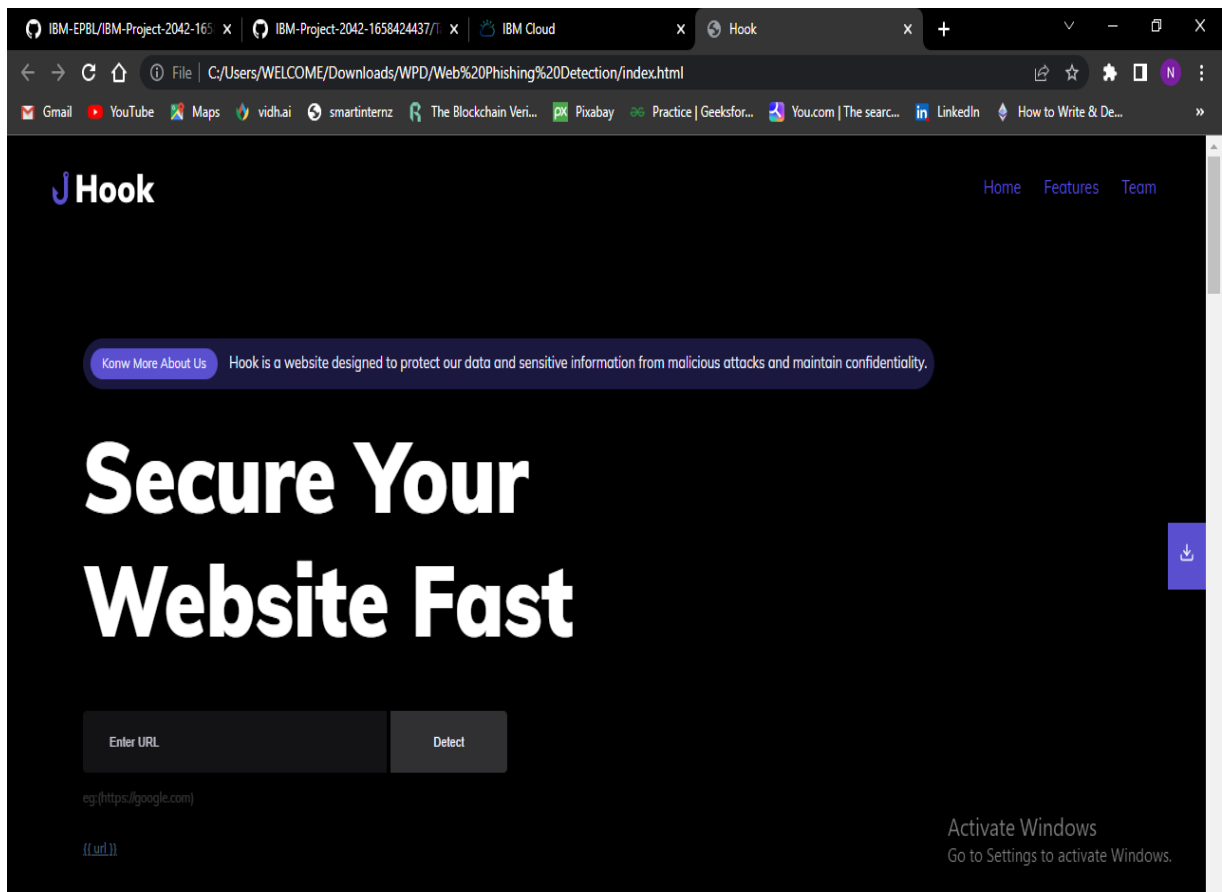 IBM-EPBL/IBM-Project-2042-165
IBM-Project-2042-1658424437/T
IBM Cloud
Hook
File
C:/Users/WELCOME/Downloads/WPD/Web%20Phishing%20Detection/index.html
N
Gmail
YouTube
Maps
vidh.ai
smartinternz
The Blockchain Veri...
Pixabay
Practice | Geeksfor...
You.com | The searc...
LinkedIn
How to Write & De...
»
Hook
Home
Features
Team
Konw More About Us
Hook is a website designed to protect our data and sensitive information from malicious attacks and maintain confidentiality.
Secure Your
Website Fast
Enter URL
Detect
eg:(https://google.com)
{{ url }}
Activate Windows
Go to Settings to activate Windows.